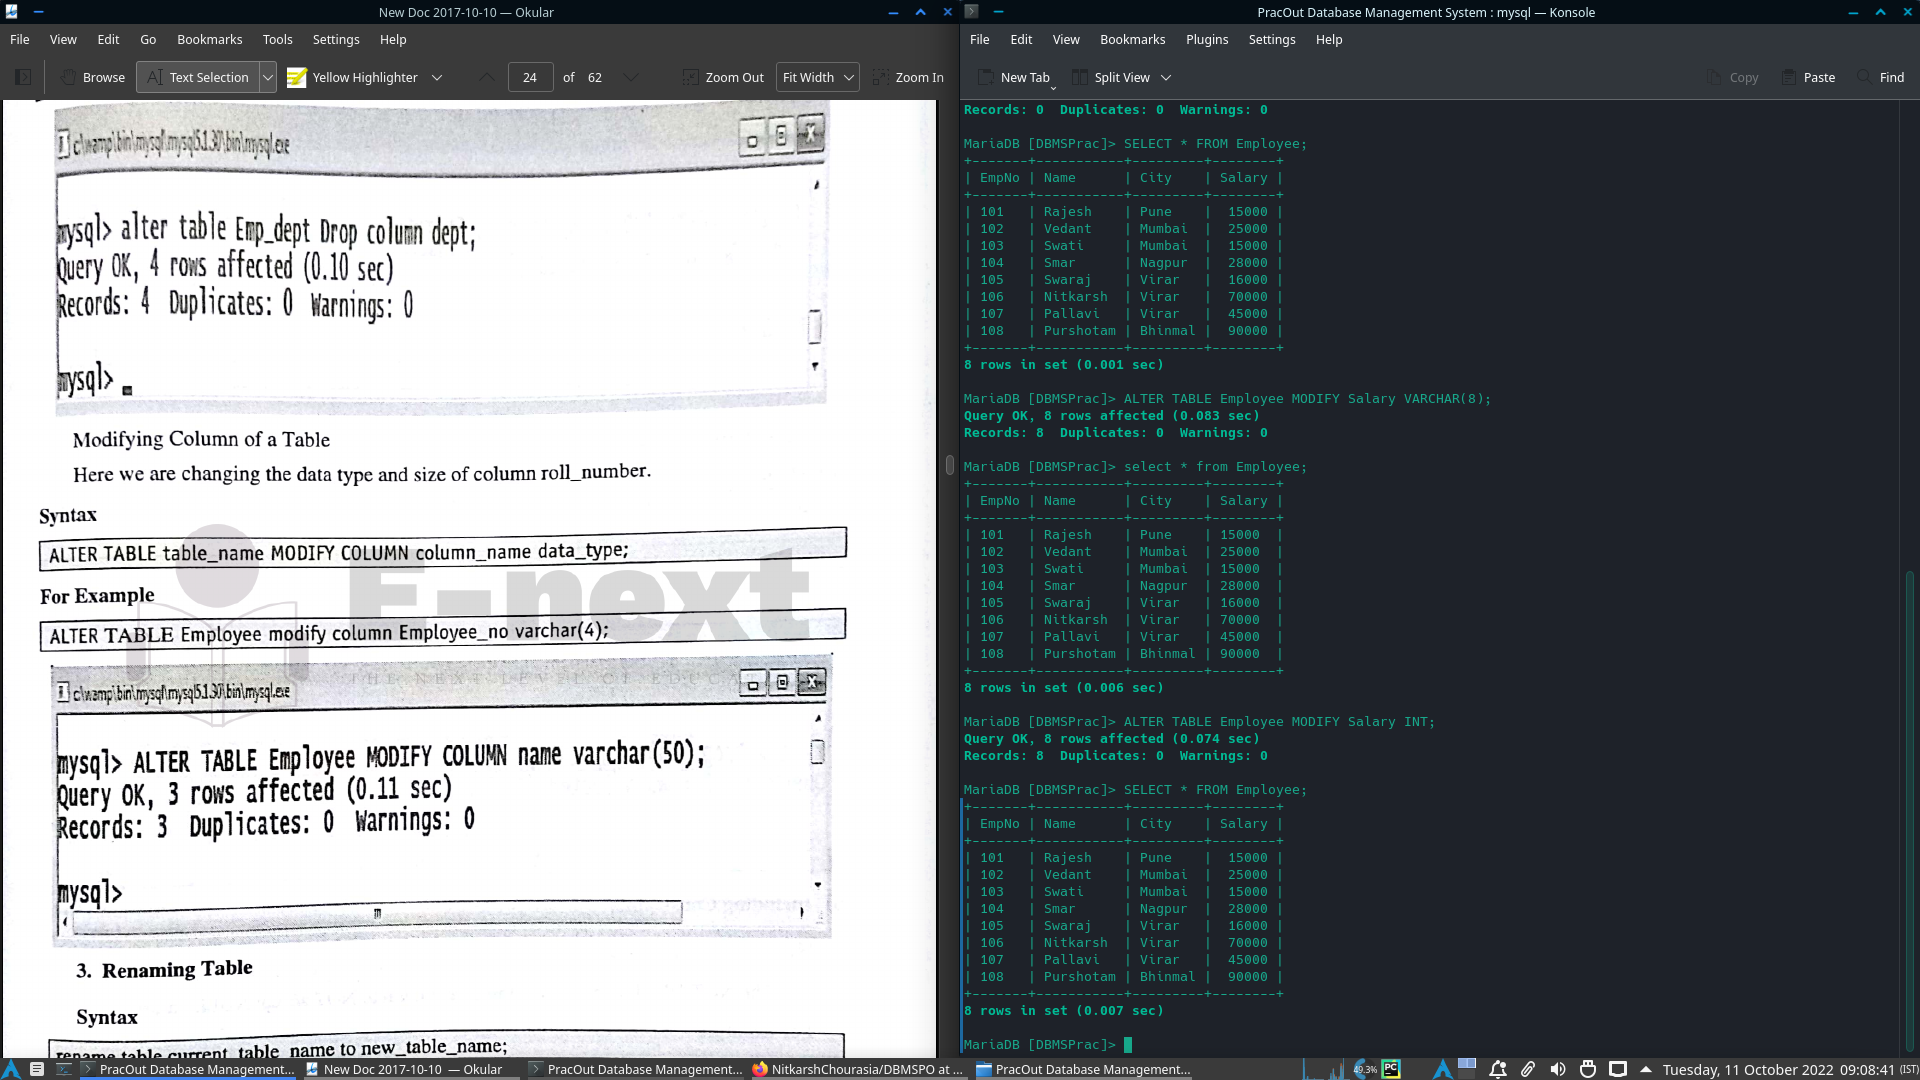 New Doc 2017-10-10 — Okular
File View Edit Go Bookmarks Tools Settings Help
Browse Text Selection Yellow Highlighter 24 of 62 Zoom Out Fit Width Zoom In
c:\wamp\bin\mysql\mysql5.1.30\bin\mysql.exe
mysql> alter table Emp_dept Drop column dept;
Query OK, 4 rows affected (0.10 sec)
Records: 4 Duplicates: 0 Warnings: 0
mysql>
Modifying Column of a Table
Here we are changing the data type and size of column roll_number.
Syntax
ALTER TABLE table_name MODIFY COLUMN column_name data_type;
For Example
E-next
ALTER TABLE Employee modify column Employee_no varchar(4);
THE NEXT LEVEL OF EDUC
c:\wamp\bin\mysql\mysql5.1.30\bin\mysql.exe
mysql> ALTER TABLE Employee MODIFY COLUMN name varchar(50);
Query OK, 3 rows affected (0.11 sec)
Records: 3 Duplicates: 0 Warnings: 0
mysql>
3. Renaming Table
Syntax
rename table current_table_name to new_table_name;
PracOut Database Management System : mysql — Konsole
File Edit View Bookmarks Plugins Settings Help
New Tab Split View Copy Paste Find
Records: 0  Duplicates: 0  Warnings: 0
MariaDB [DBMSPrac]> SELECT * FROM Employee;
+-------+-----------+---------+--------+
| EmpNo | Name      | City    | Salary |
+-------+-----------+---------+--------+
| 101   | Rajesh    | Pune    |  15000 |
| 102   | Vedant    | Mumbai  |  25000 |
| 103   | Swati     | Mumbai  |  15000 |
| 104   | Smar      | Nagpur  |  28000 |
| 105   | Swaraj    | Virar   |  16000 |
| 106   | Nitkarsh  | Virar   |  70000 |
| 107   | Pallavi   | Virar   |  45000 |
| 108   | Purshotam | Bhinmal |  90000 |
+-------+-----------+---------+--------+
8 rows in set (0.001 sec)
MariaDB [DBMSPrac]> ALTER TABLE Employee MODIFY Salary VARCHAR(8);
Query OK, 8 rows affected (0.083 sec)
Records: 8  Duplicates: 0  Warnings: 0
MariaDB [DBMSPrac]> select * from Employee;
+-------+-----------+---------+--------+
| EmpNo | Name      | City    | Salary |
+-------+-----------+---------+--------+
| 101   | Rajesh    | Pune    | 15000  |
| 102   | Vedant    | Mumbai  | 25000  |
| 103   | Swati     | Mumbai  | 15000  |
| 104   | Smar      | Nagpur  | 28000  |
| 105   | Swaraj    | Virar   | 16000  |
| 106   | Nitkarsh  | Virar   | 70000  |
| 107   | Pallavi   | Virar   | 45000  |
| 108   | Purshotam | Bhinmal | 90000  |
+-------+-----------+---------+--------+
8 rows in set (0.006 sec)
MariaDB [DBMSPrac]> ALTER TABLE Employee MODIFY Salary INT;
Query OK, 8 rows affected (0.074 sec)
Records: 8  Duplicates: 0  Warnings: 0
MariaDB [DBMSPrac]> SELECT * FROM Employee;
+-------+-----------+---------+--------+
| EmpNo | Name      | City    | Salary |
+-------+-----------+---------+--------+
| 101   | Rajesh    | Pune    |  15000 |
| 102   | Vedant    | Mumbai  |  25000 |
| 103   | Swati     | Mumbai  |  15000 |
| 104   | Smar      | Nagpur  |  28000 |
| 105   | Swaraj    | Virar   |  16000 |
| 106   | Nitkarsh  | Virar   |  70000 |
| 107   | Pallavi   | Virar   |  45000 |
| 108   | Purshotam | Bhinmal |  90000 |
+-------+-----------+---------+--------+
8 rows in set (0.007 sec)
MariaDB [DBMSPrac]>
PracOut Database Management... New Doc 2017-10-10 — Okular PracOut Database Management... NitkarshChourasia/DBMSPO at ... PracOut Database Management... 49.3% PC Tuesday, 11 October 2022 09:08:41 (IST)